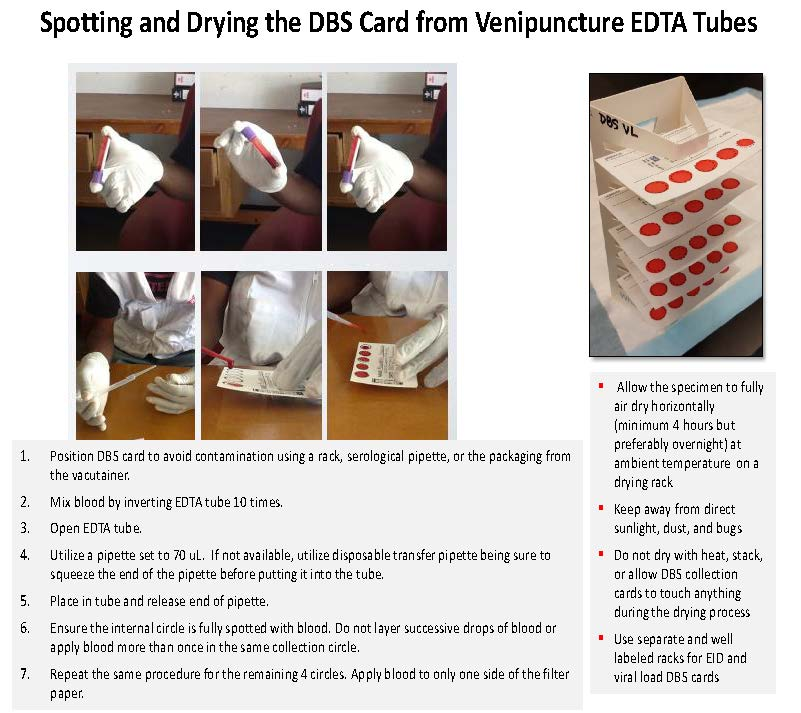 Spotting and Drying the DBS Card from Venipuncture EDTA Tubes
DBS VL
1. Position DBS card to avoid contamination using a rack, serological pipette, or the packaging from
the vacutainer.
2. Mix blood by inverting EDTA tube 10 times.
3. Open EDTA tube.
4. Utilize a pipette set to 70 uL. If not available, utilize disposable transfer pipette being sure to
squeeze the end of the pipette before putting it into the tube.
5. Place in tube and release end of pipette.
6. Ensure the internal circle is fully spotted with blood. Do not layer successive drops of blood or
apply blood more than once in the same collection circle.
7. Repeat the same procedure for the remaining 4 circles. Apply blood to only one side of the filter
paper.
▪ Allow the specimen to fully
air dry horizontally
(minimum 4 hours but
preferably overnight) at
ambient temperature on a
drying rack
▪ Keep away from direct
sunlight, dust, and bugs
▪ Do not dry with heat, stack,
or allow DBS collection
cards to touch anything
during the drying process
▪ Use separate and well
labeled racks for EID and
viral load DBS cards